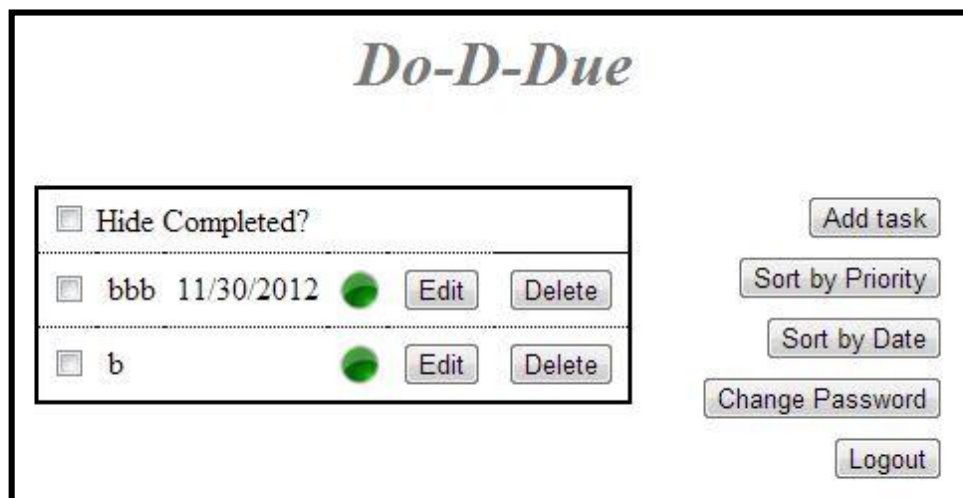 Do-D-Due
Hide Completed?
bbb 11/30/2012 Edit Delete
b Edit Delete
Add task
Sort by Priority
Sort by Date
Change Password
Logout